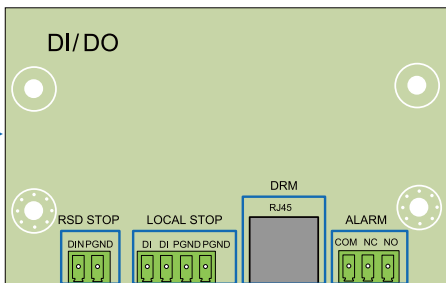 DI/DO
DRM
RJ45
RSD STOP
LOCAL STOP
ALARM
DIN PGND
DI DI PGND PGND
COM NC NO